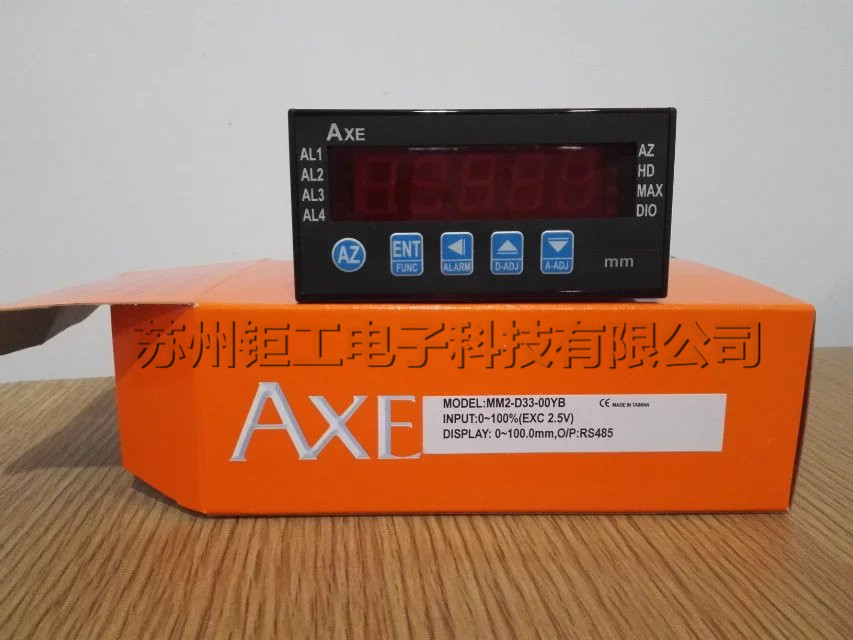 AXE
AL1
AL2
AL3
AL4
AZ
HD
MAX
DIO
AZ
ENT
FUNC
ALARM
D-ADJ
A-ADJ
mm
苏州钜工电子科技有限公司
AXE
MODEL:MM2-D33-00YB
CE MADE IN TAIWAN
INPUT:0~100%(EXC 2.5V)
DISPLAY: 0~100.0mm,O/P:RS485